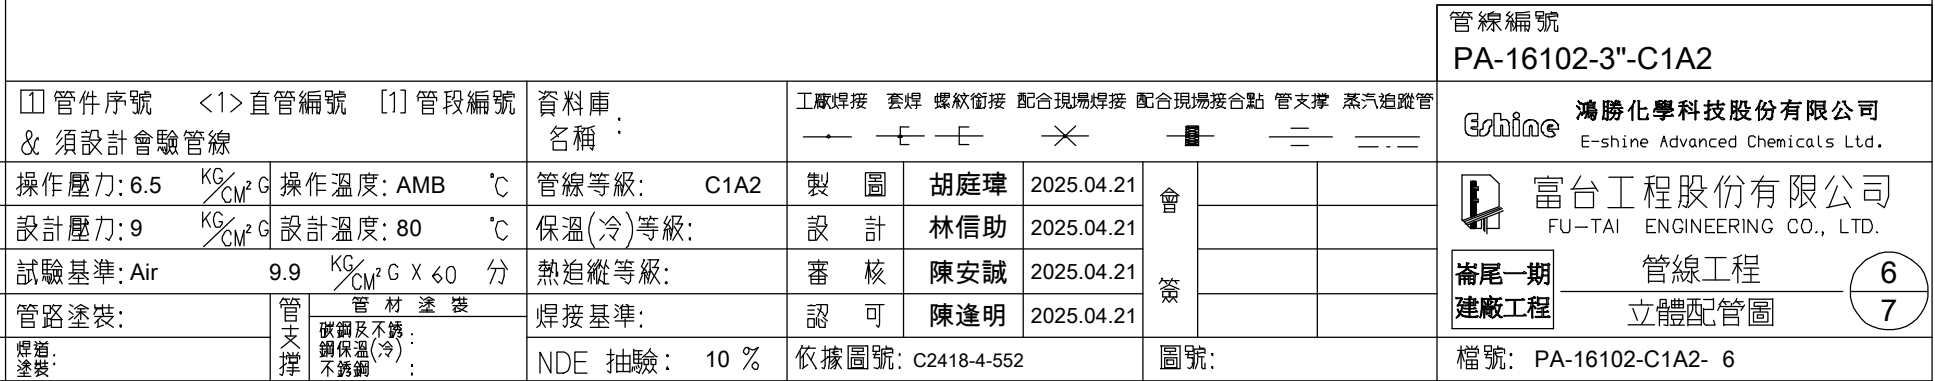 管線編號
PA-16102-3"-C1A2
1 管件序號 <1>直管編號 [1]管段編號
& 須設計會驗管線
資料庫
名稱 :
工廠焊接 套焊 螺紋銜接 配合現場焊接 配合現場接合點 管支撐 蒸汽追蹤管
Eshine 鴻勝化學科技股份有限公司
E-shine Advanced Chemicals Ltd.
操作壓力: 6.5 KG/CM² G 操作溫度: AMB °C 管線等級: C1A2 製 圖 胡庭瑋 2025.04.21
設計壓力: 9 KG/CM² G 設計溫度: 80 °C 保溫(冷)等級: 設 計 林信助 2025.04.21
試驗基準: Air 9.9 KG/CM² G X 60 分 熱追縱等級: 審 核 陳安誠 2025.04.21
管路塗裝: 焊接基準: 認 可 陳逢明 2025.04.21
會簽
富台工程股份有限公司
FU-TAI ENGINEERING CO., LTD.
崙尾一期
建廠工程
管線工程
立體配管圖
6
7
焊道
塗裝:
管支撐
管材塗裝
碳鋼及不銹
鋼保溫(冷) :
不銹鋼 :
NDE 抽驗: 10 % 依據圖號: C2418-4-552 圖號: 檔號: PA-16102-C1A2- 6